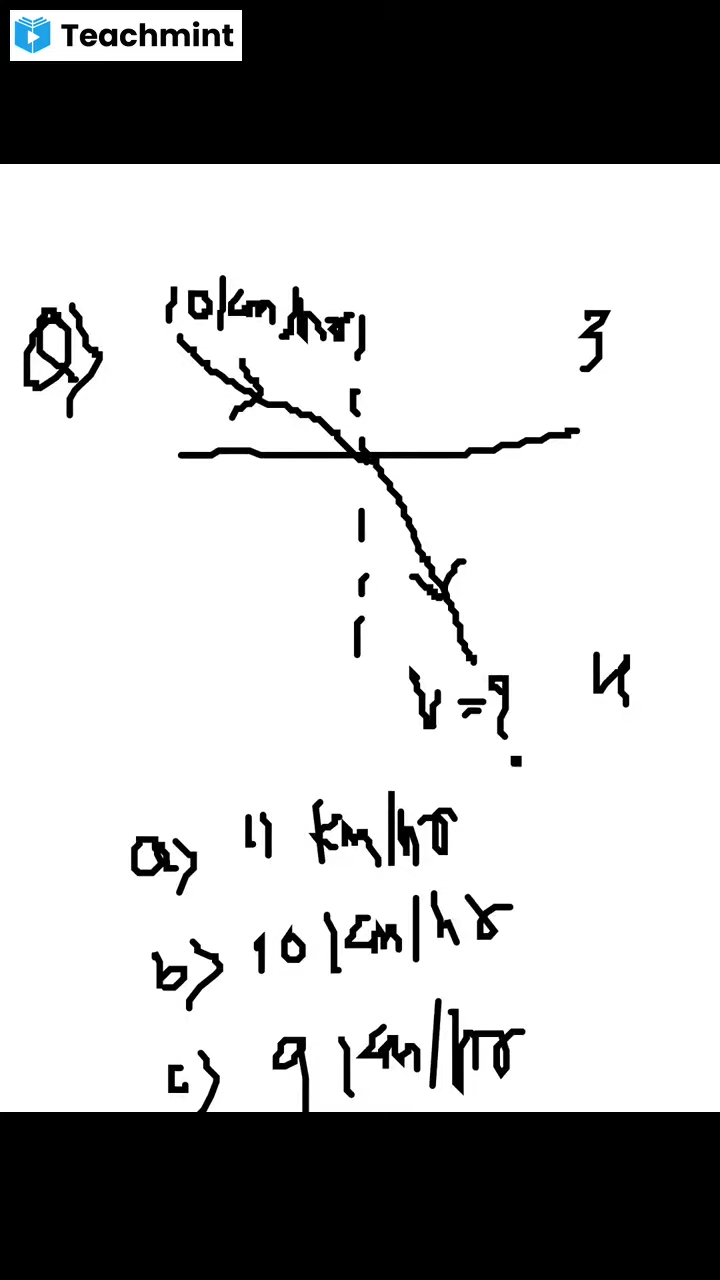 Teachmint
Q) 10 km/hr 3
V = ? 4
a) 11 km/hr
b) 10 km/hr
c) 9 km/hr